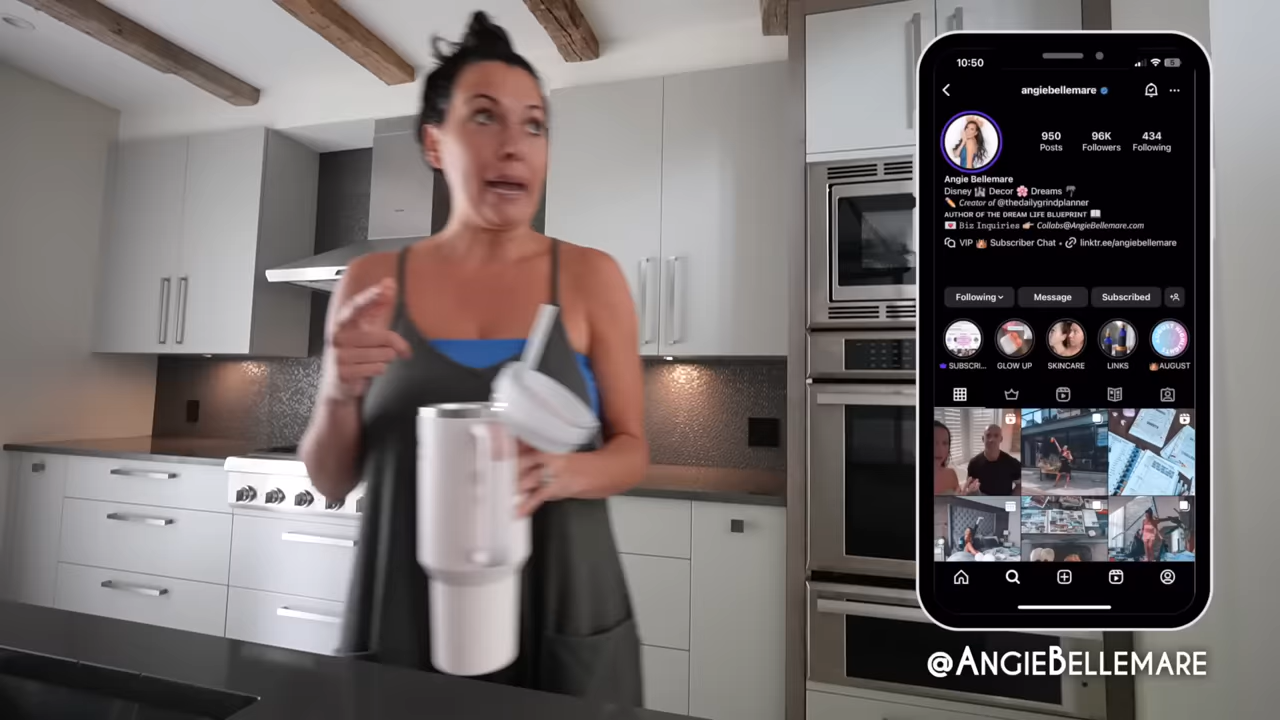 10:50
angiebellemare
950
96K
434
Posts
Followers
Following
Angie Bellemare
Disney Decor Dreams
Creator of @thedailygrindplanner
AUTHOR OF THE DREAM LIFE BLUEPRINT
Biz Inquiries Collabs@AngieBellemare.com
VIP Subscriber Chat • linktr.ee/angiebellemare
Following
Message
Subscribed
SUBSCRI...
GLOW UP
SKINCARE
LINKS
AUGUST
@ANGIEBELLEMARE